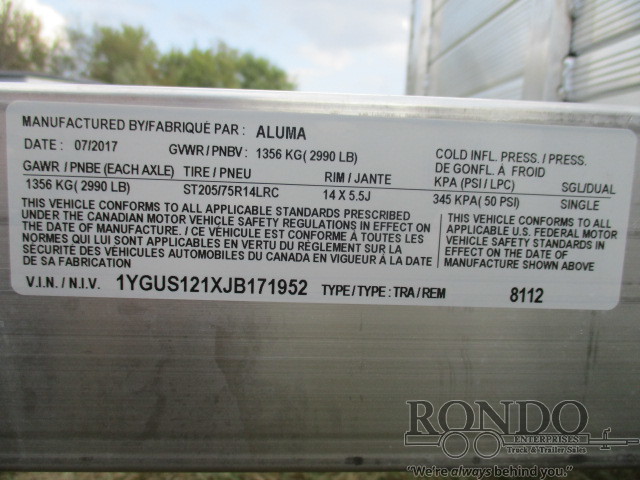 MANUFACTURED BY/FABRIQUÉ PAR : ALUMA
DATE : 07/2017 GVWR / PNBV : 1356 KG( 2990 LB)
GAWR / PNBE (EACH AXLE) TIRE / PNEU RIM / JANTE COLD INFL. PRESS. / PRESS. DE GONFL. À FROID KPA (PSI / LPC) SGL/DUAL
1356 KG( 2990 LB) ST205/75R14LRC 14 X 5.5J 345 KPA( 50 PSI) SINGLE
THIS VEHICLE CONFORMS TO ALL APPLICABLE STANDARDS PRESCRIBED
UNDER THE CANADIAN MOTOR VEHICLE SAFETY REGULATIONS IN EFFECT ON
THE DATE OF MANUFACTURE. / CE VÉHICULE EST CONFORME À TOUTES LES
NORMES QUI LUI SONT APPLICABLES EN VERTU DU RÈGLEMENT SUR LA
SÉCURITÉ DES VÉHICULES AUTOMOBILES DU CANADA EN VIGUEUR À LA DATE
DE SA FABRICATION
THIS VEHICLE CONFORMS TO ALL
APPLICABLE U.S. FEDERAL MOTOR
VEHICLE SAFETY STANDARDS IN
EFFECT ON THE DATE OF
MANUFACTURE SHOWN ABOVE
V.I.N. / N.I.V. 1YGUS121XJB171952 TYPE/TYPE : TRA/REM 8112
RONDO
ENTERPRISES
Truck & Trailer Sales
"We're always behind you."